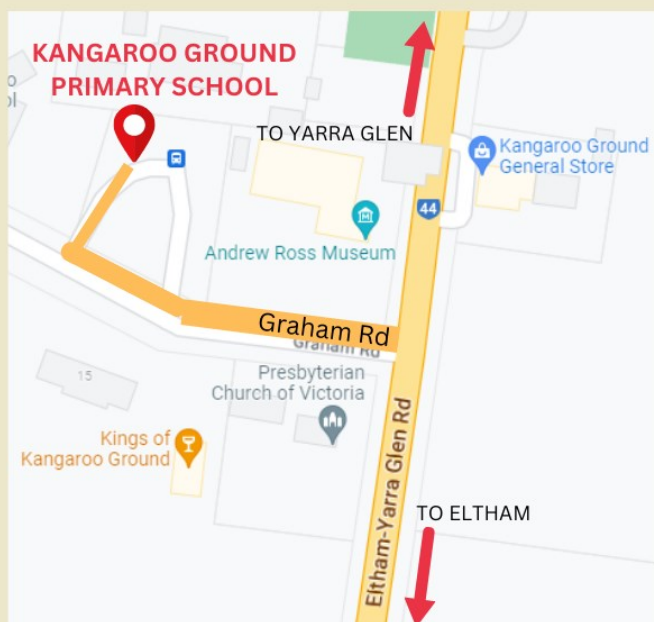 KANGAROO GROUND
PRIMARY SCHOOL
TO YARRA GLEN
Kangaroo Ground
General Store
44
Andrew Ross Museum
Graham Rd
Graham Rd
Presbyterian
Church of Victoria
15
Kings of
Kangaroo Ground
Eltham-Yarra Glen Rd
TO ELTHAM